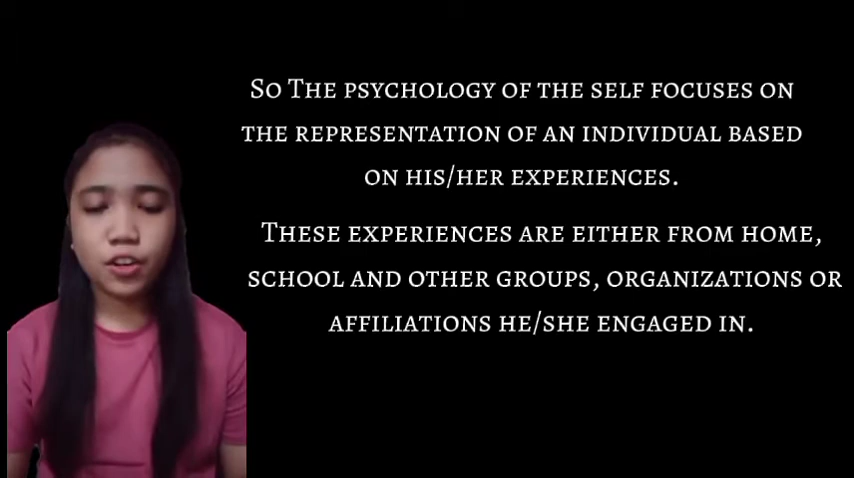 So The psychology of the self focuses on
the representation of an individual based
on his/her experiences.
These experiences are either from home,
school and other groups, organizations or
affiliations he/she engaged in.